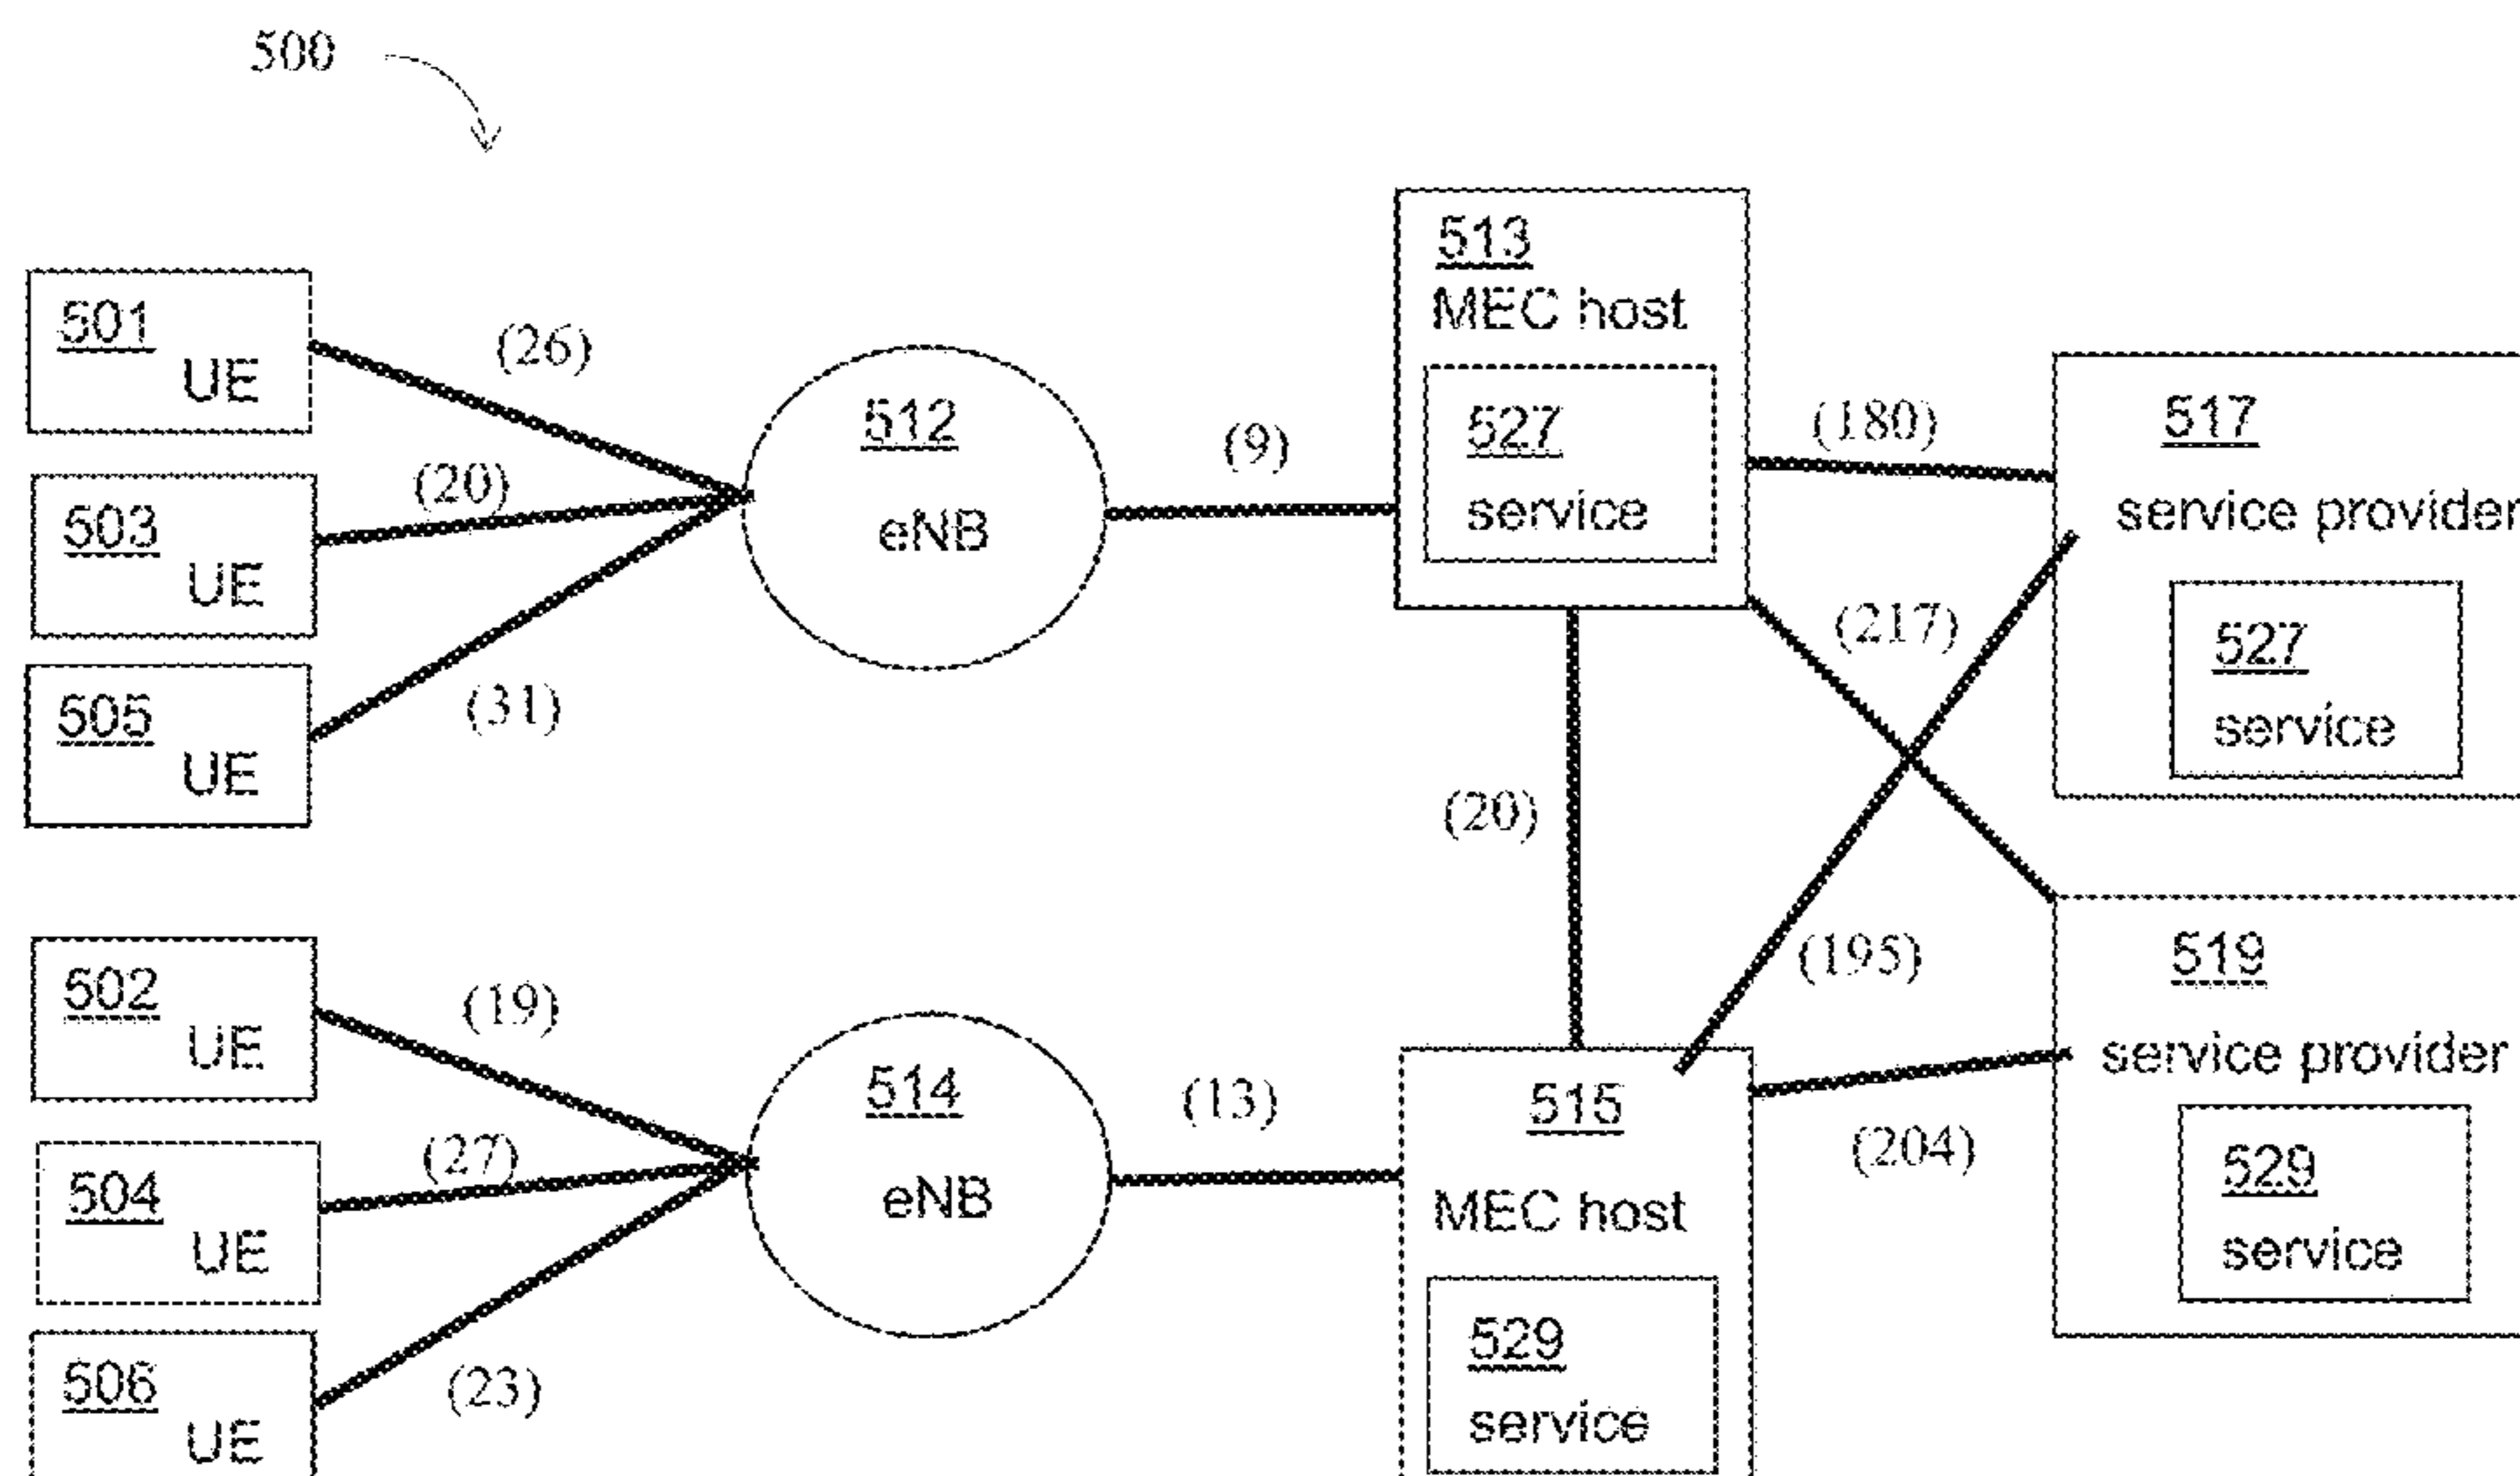 500
501
UE
(26)
503
UE
(20)
505
UE
(31)
512
eNB
(9)
513
MEC host
527
service
(180)
(217)
517
service provider
527
service
(20)
(195)
502
UE
(19)
504
UE
(27)
506
UE
(23)
514
eNB
(13)
515
MEC host
529
service
(204)
519
service provider
529
service